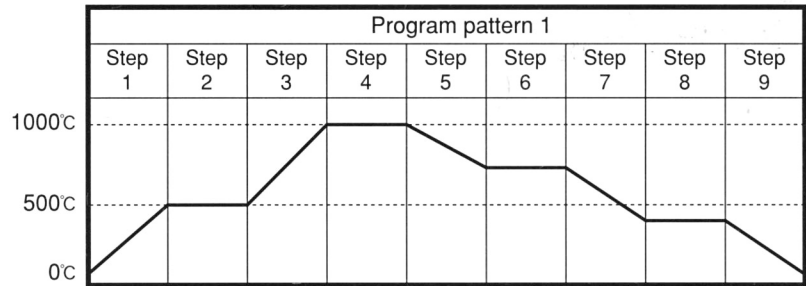 Program pattern 1
Step 1
Step 2
Step 3
Step 4
Step 5
Step 6
Step 7
Step 8
Step 9
1000℃
500℃
0℃